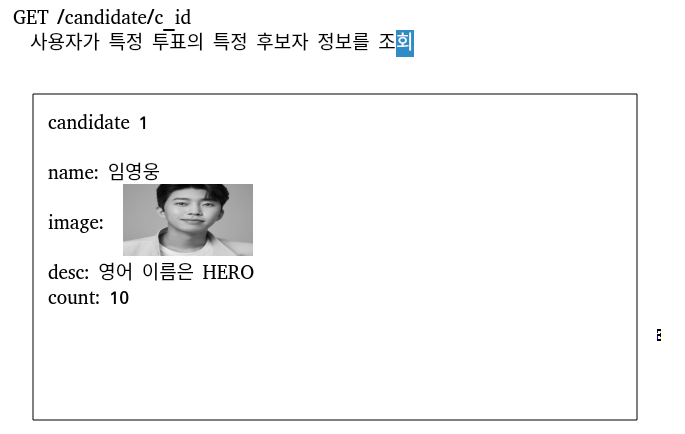 GET /candidate/c_id
사용자가 특정 투표의 특정 후보자 정보를 조회
candidate 1
name: 임영웅
image:
desc: 영어 이름은 HERO
count: 10